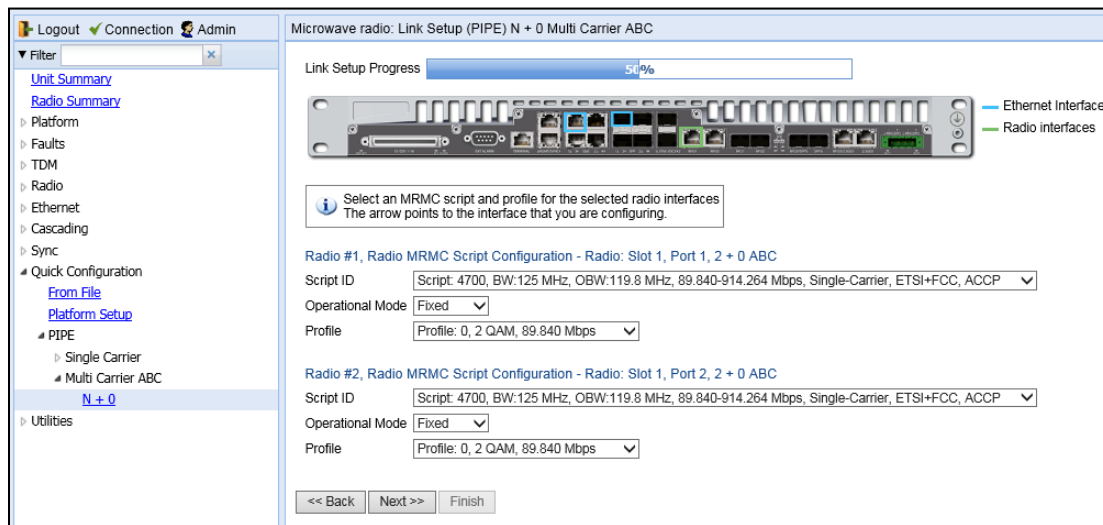 Logout Connection Admin
Filter
Unit Summary
Radio Summary
Platform
Faults
TDM
Radio
Ethernet
Cascading
Sync
Quick Configuration
From File
Platform Setup
PIPE
Single Carrier
Multi Carrier ABC
N + 0
Utilities
Microwave radio: Link Setup (PIPE) N + 0 Multi Carrier ABC
Link Setup Progress 50%
Ethernet Interface
Radio interfaces
Select an MRMC script and profile for the selected radio interfaces
The arrow points to the interface that you are configuring.
Radio #1, Radio MRMC Script Configuration - Radio: Slot 1, Port 1, 2 + 0 ABC
Script ID Script: 4700, BW:125 MHz, OBW:119.8 MHz, 89.840-914.264 Mbps, Single-Carrier, ETSI+FCC, ACCP
Operational Mode Fixed
Profile Profile: 0, 2 QAM, 89.840 Mbps
Radio #2, Radio MRMC Script Configuration - Radio: Slot 1, Port 2, 2 + 0 ABC
Script ID Script: 4700, BW:125 MHz, OBW:119.8 MHz, 89.840-914.264 Mbps, Single-Carrier, ETSI+FCC, ACCP
Operational Mode Fixed
Profile Profile: 0, 2 QAM, 89.840 Mbps
<< Back Next >> Finish